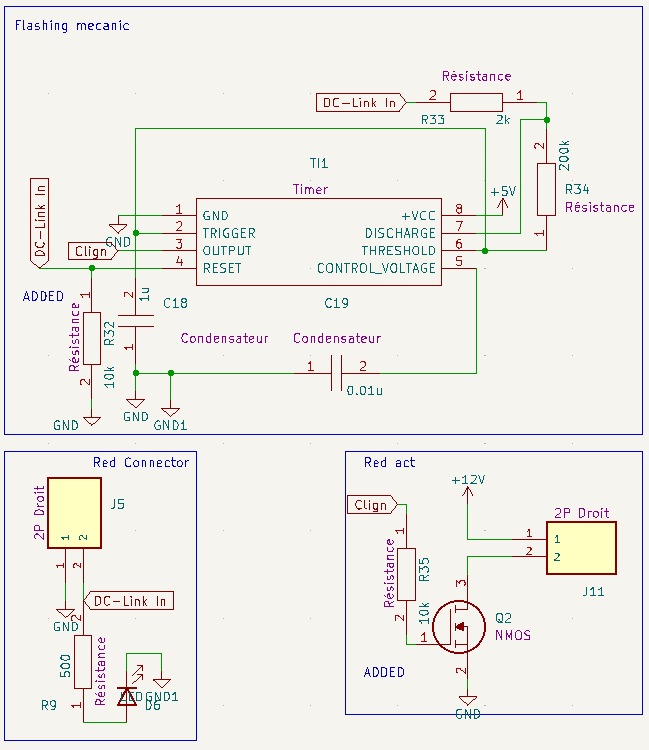 Flashing mecanic
Résistance
DC-Link In
2
1
R33
2k
TI1
Timer
2
200k
R34
Résistance
1
+5V
DC-Link In
1
GND
+VCC
8
GND
2
TRIGGER
DISCHARGE
7
Clign
3
OUTPUT
THRESHOLD
6
4
RESET
CONTROL_VOLTAGE
5
ADDED
1
Résistance
R32
10k
2
GND
2
1u
C18
1
Condensateur
GND
GND1
C19
Condensateur
1
2
0.01u
Red Connector
2P Droit
J5
1
2
1
2
GND
DC-Link In
2
500
Résistance
R9
1
LED
D6
GND1
Red act
Clign
1
Résistance
R35
10k
2
ADDED
+12V
2P Droit
1
1
2
2
J11
3
Q2
NMOS
1
2
GND